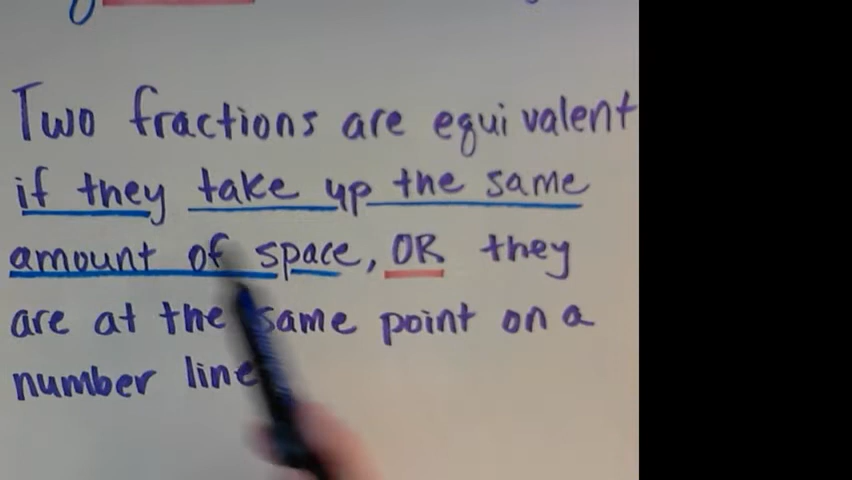 Two fractions are equivalent
if they take up the same
amount of space, OR they
are at the same point on a
number line